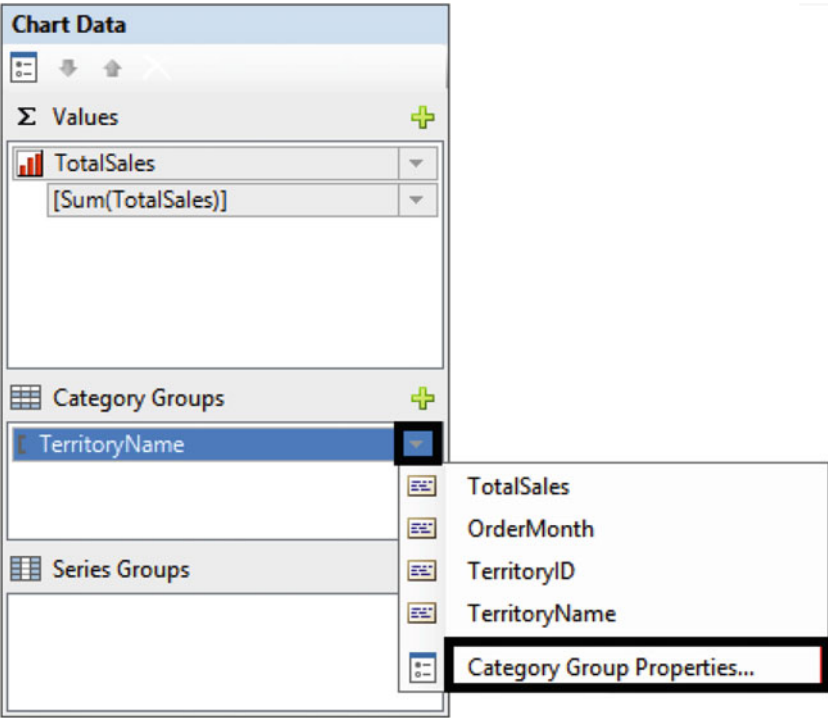 Chart Data
Σ Values
TotalSales
[Sum(TotalSales)]
Category Groups
TerritoryName
TotalSales
OrderMonth
TerritoryID
TerritoryName
Series Groups
Category Group Properties...